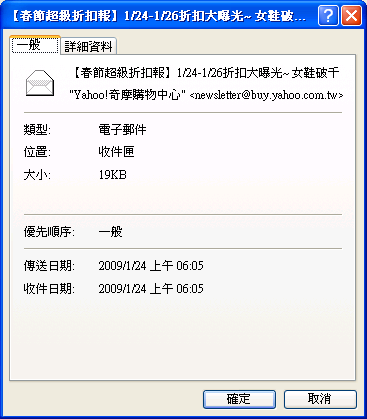 【春節超級折扣報】1/24-1/26折扣大曝光~ 女鞋破...
一般
詳細資料
【春節超級折扣報】1/24-1/26折扣大曝光~ 女鞋破千
"Yahoo!奇摩購物中心" <newsletter@buy.yahoo.com.tw>
類型: 電子郵件
位置: 收件匣
大小: 19KB
優先順序: 一般
傳送日期: 2009/1/24 上午 06:05
收件日期: 2009/1/24 上午 06:05
確定
取消